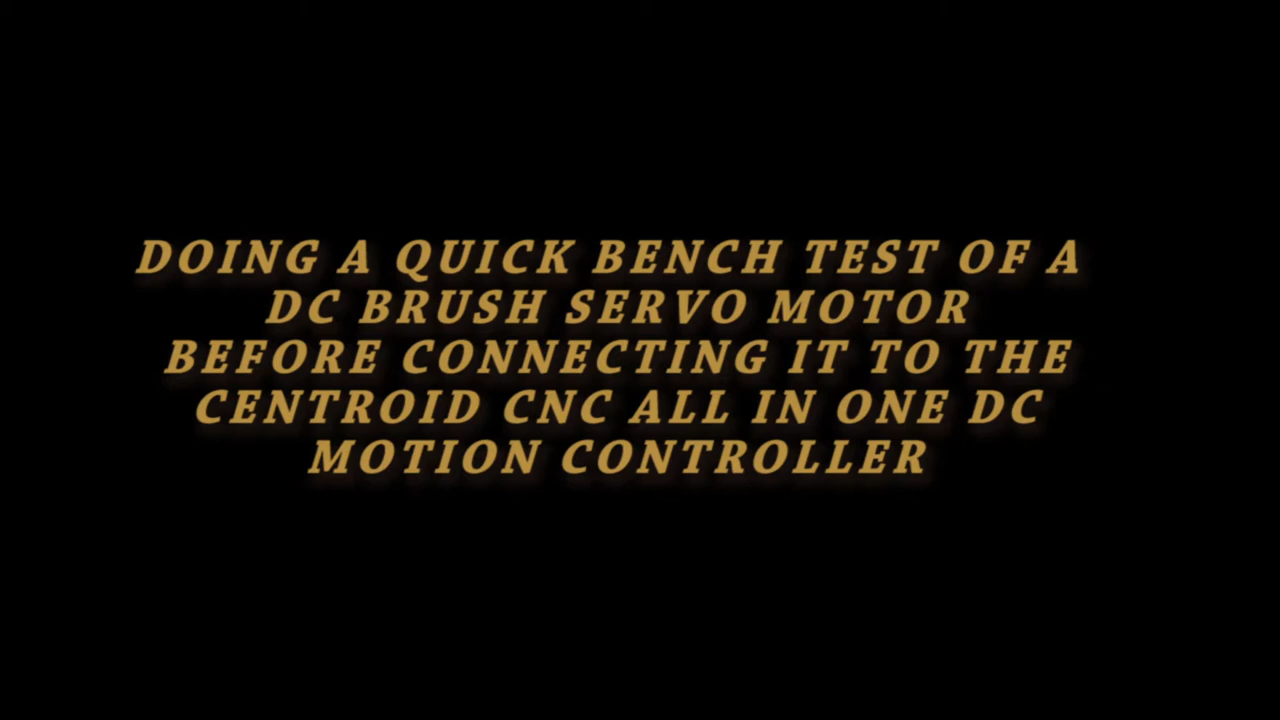 DOING A QUICK BENCH TEST OF A
DC BRUSH SERVO MOTOR
BEFORE CONNECTING IT TO THE
CENTROID CNC ALL IN ONE DC
MOTION CONTROLLER